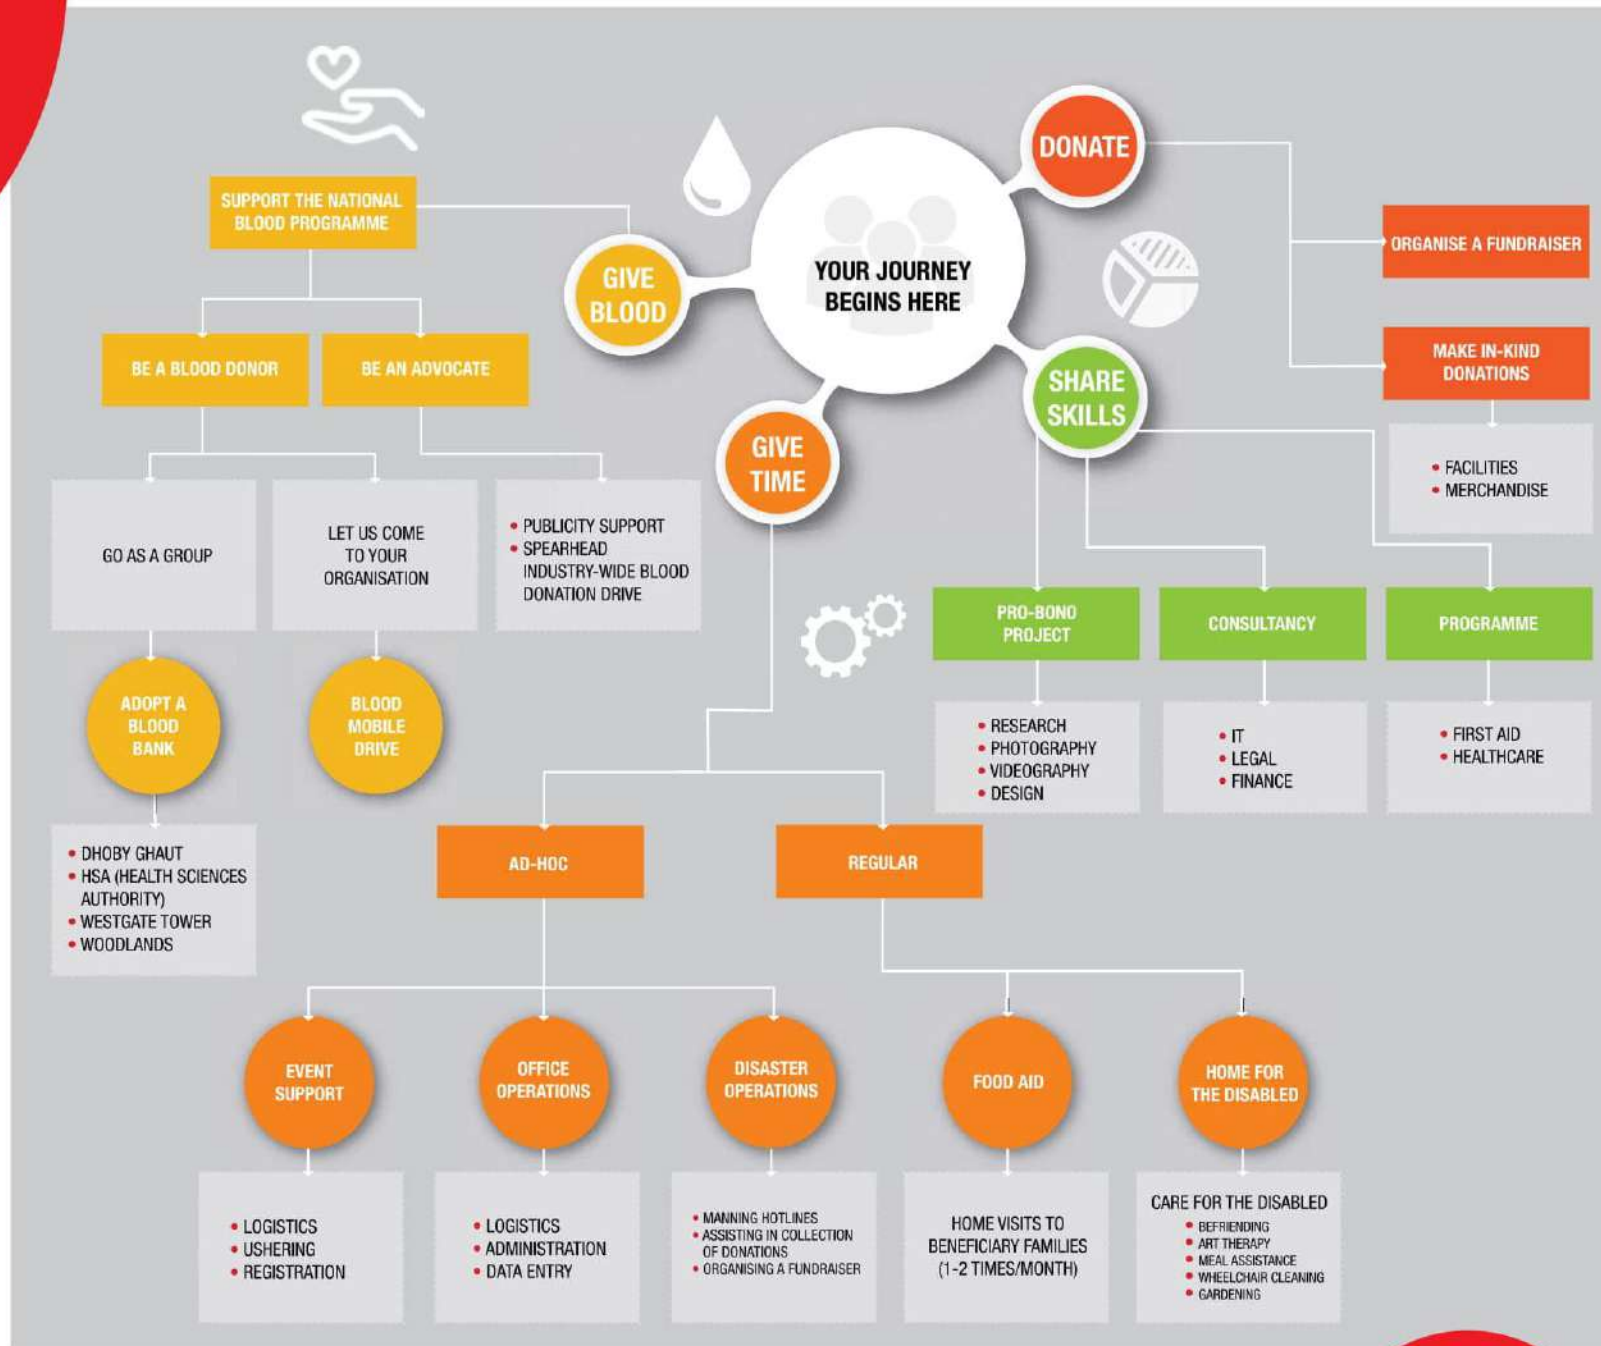 YOUR JOURNEY
BEGINS HERE
DONATE
ORGANISE A FUNDRAISER
MAKE IN-KIND
DONATIONS
• FACILITIES
• MERCHANDISE
SHARE
SKILLS
PRO-BONO
PROJECT
• RESEARCH
• PHOTOGRAPHY
• VIDEOGRAPHY
• DESIGN
CONSULTANCY
• IT
• LEGAL
• FINANCE
PROGRAMME
• FIRST AID
• HEALTHCARE
GIVE
BLOOD
SUPPORT THE NATIONAL
BLOOD PROGRAMME
BE A BLOOD DONOR
BE AN ADVOCATE
GO AS A GROUP
LET US COME
TO YOUR
ORGANISATION
• PUBLICITY SUPPORT
• SPEARHEAD
INDUSTRY-WIDE BLOOD
DONATION DRIVE
ADOPT A
BLOOD
BANK
BLOOD
MOBILE
DRIVE
• DHOBY GHAUT
• HSA (HEALTH SCIENCES
AUTHORITY)
• WESTGATE TOWER
• WOODLANDS
GIVE
TIME
AD-HOC
REGULAR
EVENT
SUPPORT
OFFICE
OPERATIONS
DISASTER
OPERATIONS
FOOD AID
HOME FOR
THE DISABLED
• LOGISTICS
• USHERING
• REGISTRATION
• LOGISTICS
• ADMINISTRATION
• DATA ENTRY
• MANNING HOTLINES
• ASSISTING IN COLLECTION
OF DONATIONS
• ORGANISING A FUNDRAISER
HOME VISITS TO
BENEFICIARY FAMILIES
(1-2 TIMES/MONTH)
CARE FOR THE DISABLED
• BEFRIENDING
• ART THERAPY
• MEAL ASSISTANCE
• WHEELCHAIR CLEANING
• GARDENING